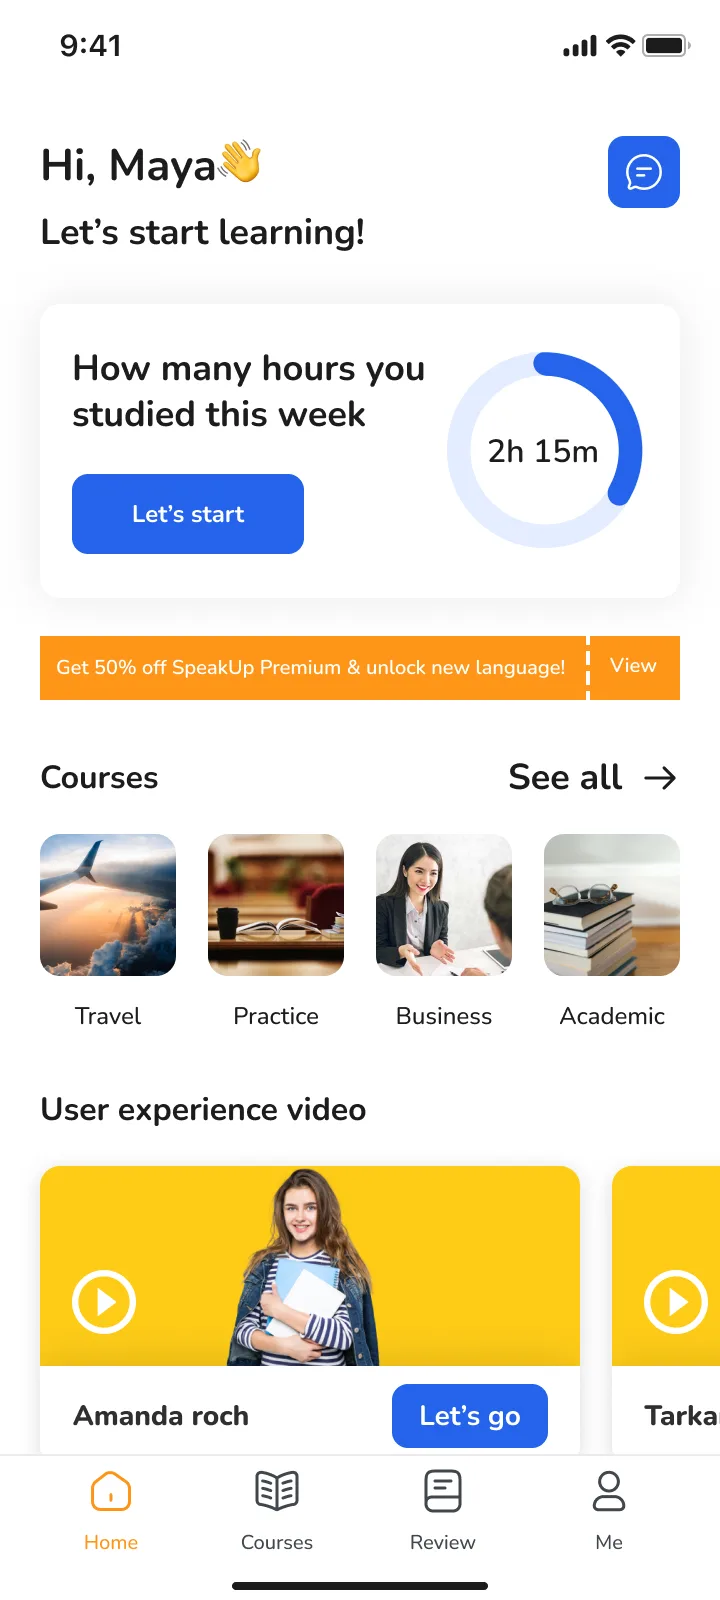 9:41
Hi, Maya👋
Let’s start learning!
How many hours you
studied this week
2h 15m
Let’s start
Get 50% off SpeakUp Premium & unlock new language!
View
Courses
See all
Travel
Practice
Business
Academic
User experience video
Amanda roch
Let’s go
Tarka
Home
Courses
Review
Me